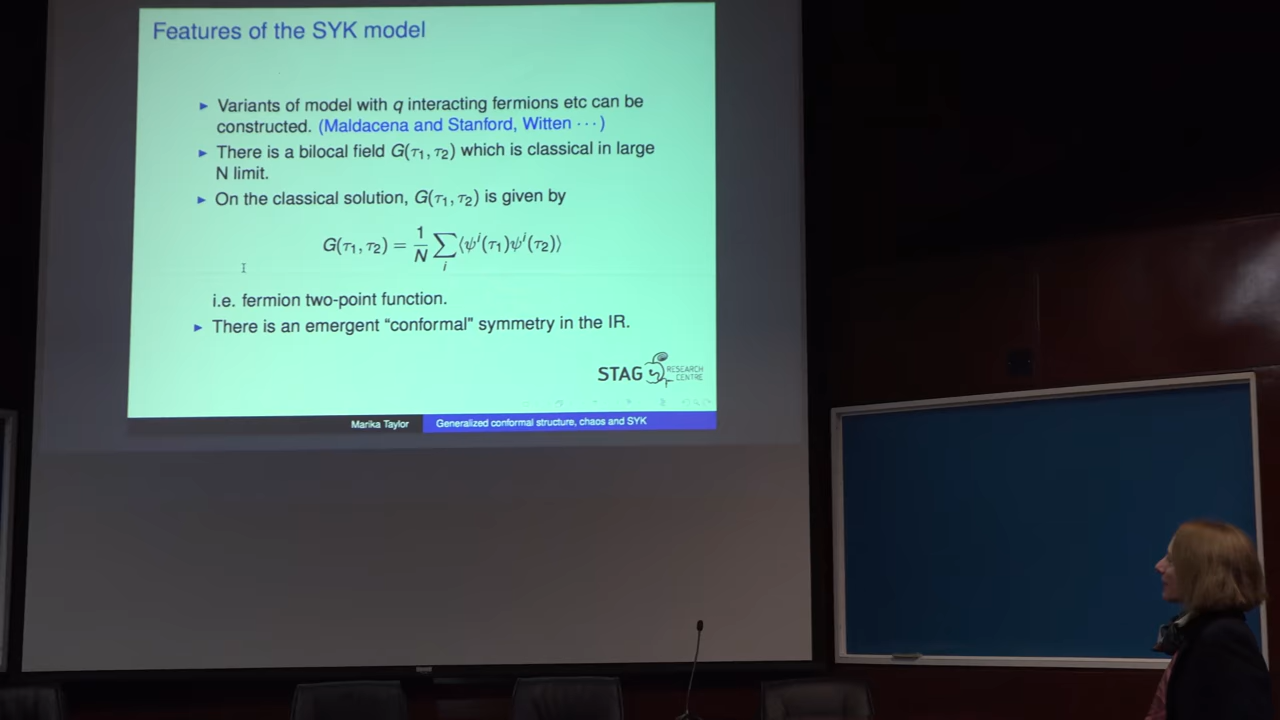 Features of the SYK model
► Variants of model with q interacting fermions etc can be
constructed. (Maldacena and Stanford, Witten ···)
► There is a bilocal field G(τ₁, τ₂) which is classical in large
N limit.
► On the classical solution, G(τ₁, τ₂) is given by
G(τ₁, τ₂) = 1/N ∑ᵢ ⟨ψⁱ(τ₁)ψⁱ(τ₂)⟩
i.e. fermion two-point function.
► There is an emergent “conformal” symmetry in the IR.
STAG RESEARCH
CENTRE
Marika Taylor Generalized conformal structure, chaos and SYK